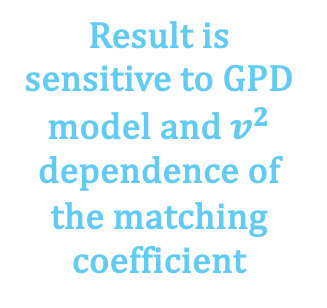 Result is
sensitive to GPD
model and v²
dependence of
the matching
coefficient